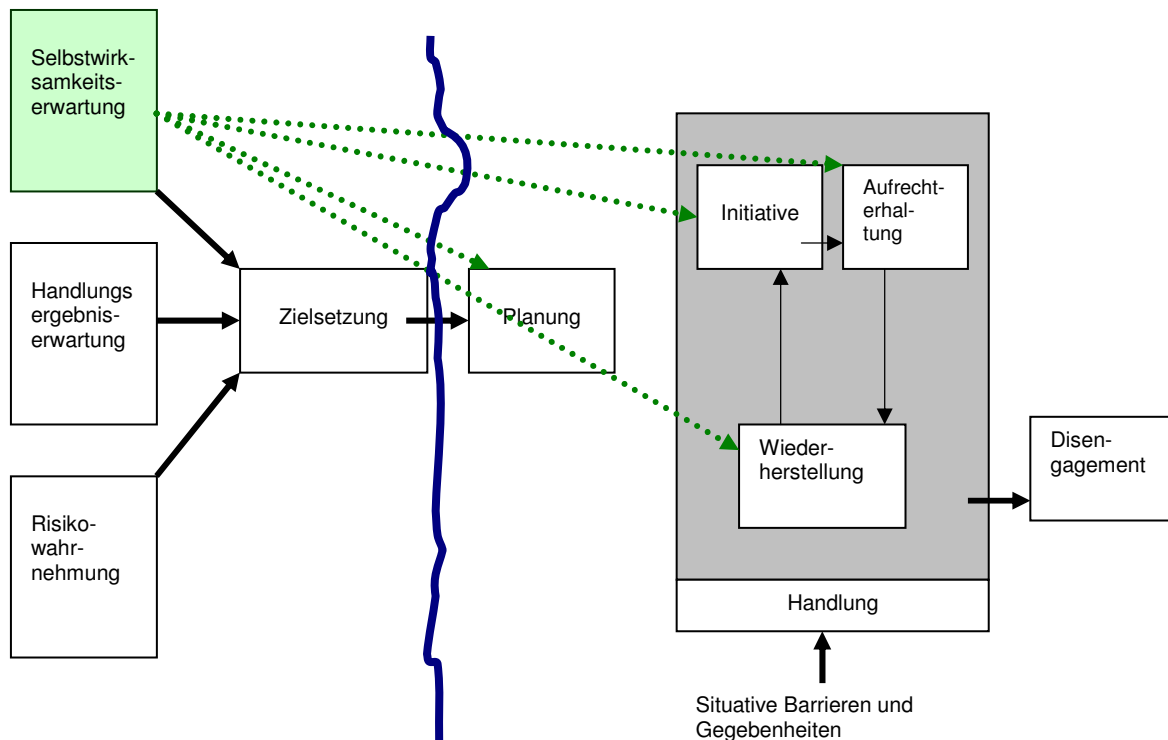 Selbstwirk-
samkeits-
erwartung
Handlungs
ergebnis
erwartung
Risiko-
wahr-
nehmung
Zielsetzung
Planung
Initiative
Aufrecht-
erhal-
tung
Wieder-
herstellung
Handlung
Disen-
gagement
Situative Barrieren und
Gegebenheiten